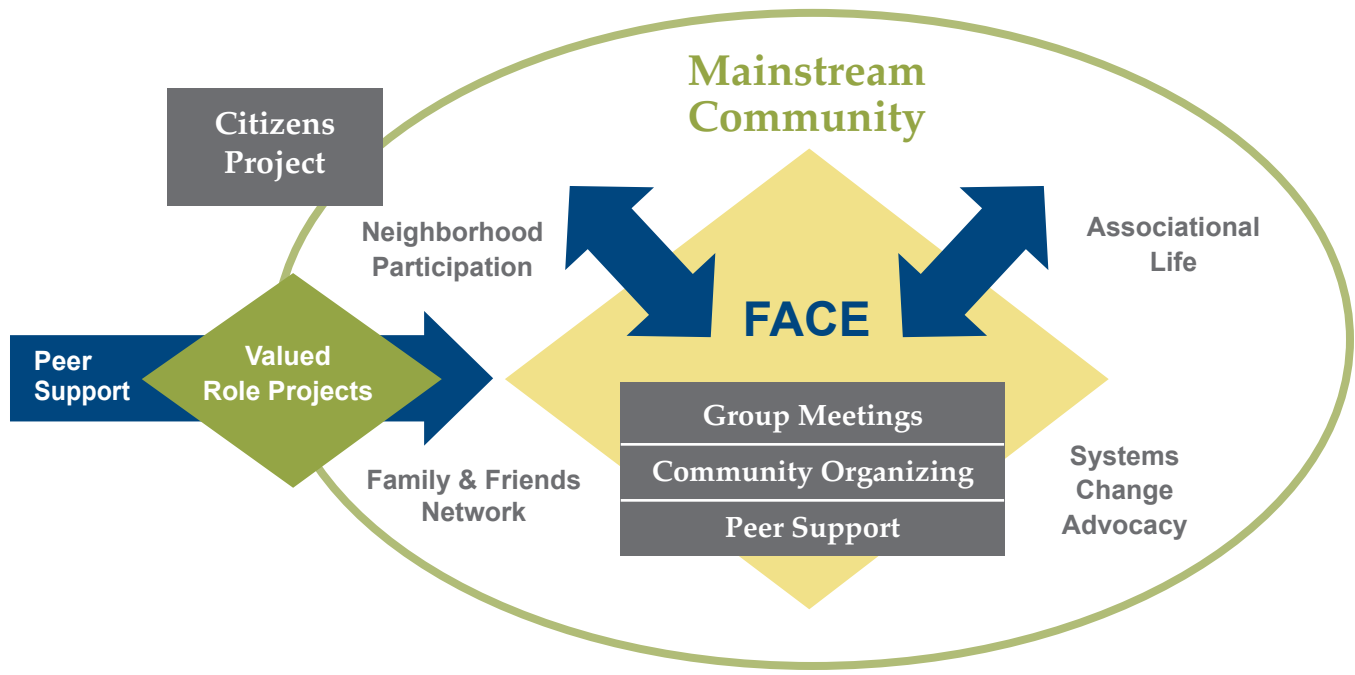 Mainstream
Community
Citizens
Project
Neighborhood
Participation
Associational
Life
FACE
Peer
Support
Valued
Role Projects
Group Meetings
Community Organizing
Peer Support
Family & Friends
Network
Systems
Change
Advocacy